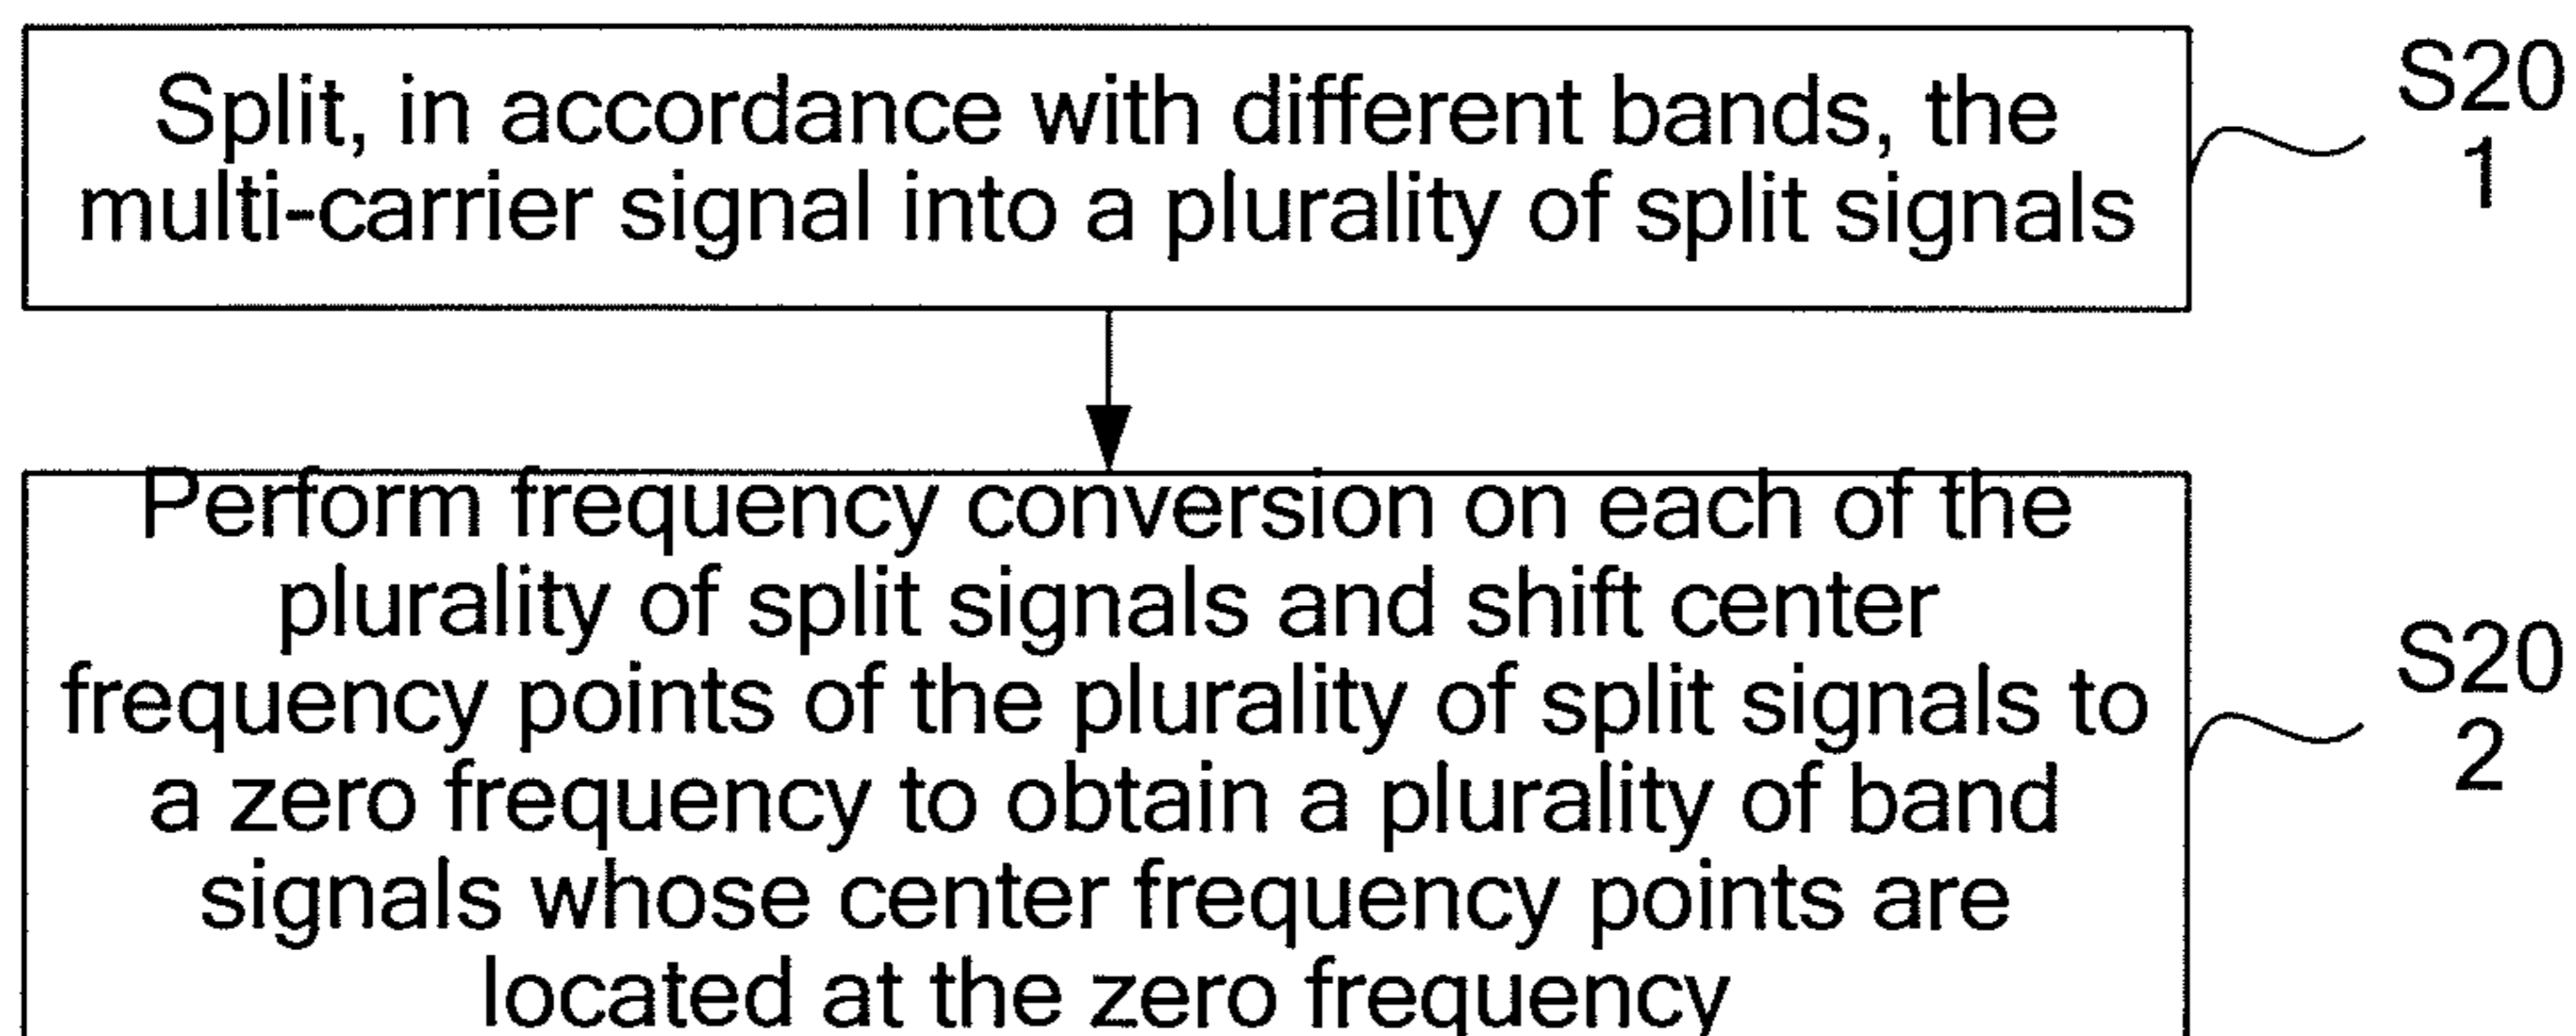 Split, in accordance with different bands, the
multi-carrier signal into a plurality of split signals
S20
1
Perform frequency conversion on each of the
plurality of split signals and shift center
frequency points of the plurality of split signals to
a zero frequency to obtain a plurality of band
signals whose center frequency points are
located at the zero frequency
S20
2